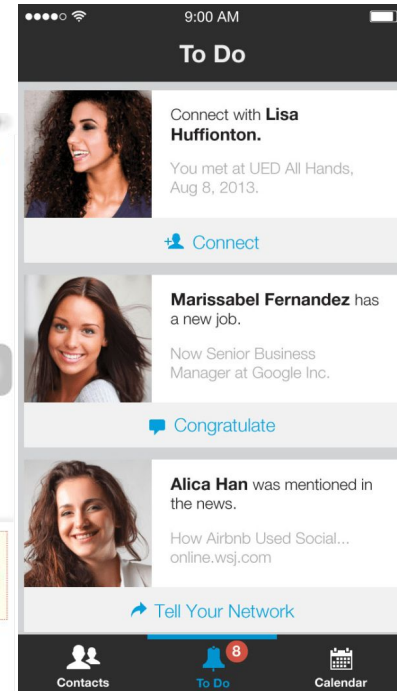 9:00 AM
To Do
Connect with Lisa
Huffionton.
You met at UED All Hands,
Aug 8, 2013.
Connect
Marissabel Fernandez has
a new job.
Now Senior Business
Manager at Google Inc.
Congratulate
Alica Han was mentioned in
the news.
How Airbnb Used Social...
online.wsj.com
Tell Your Network
8
Contacts
To Do
Calendar